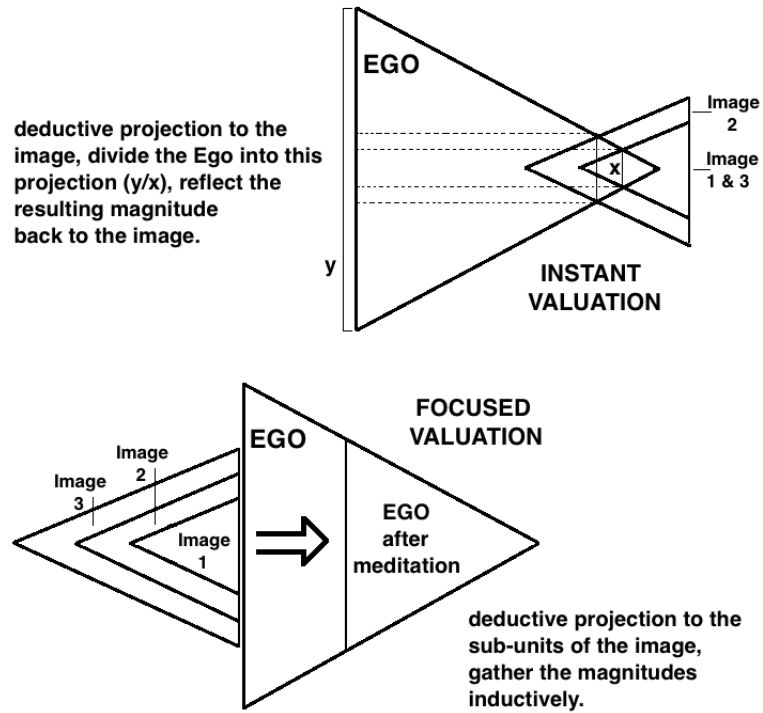 EGO
deductive projection to the
image, divide the Ego into this
projection (y/x), reflect the
resulting magnitude
back to the image.
Image
2
Image
1 & 3
x
y
INSTANT
VALUATION
FOCUSED
VALUATION
EGO
Image
2
Image
3
Image
1
EGO
after
meditation
deductive projection to the
sub-units of the image,
gather the magnitudes
inductively.